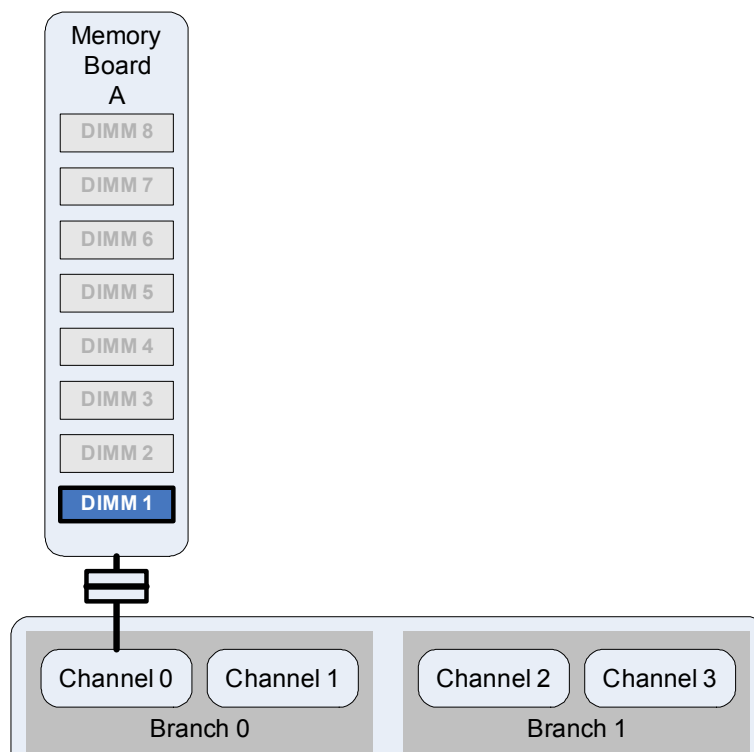 Memory
Board
A
DIMM 8
DIMM 7
DIMM 6
DIMM 5
DIMM 4
DIMM 3
DIMM 2
DIMM 1
Channel 0 Channel 1 Channel 2 Channel 3
Branch 0 Branch 1